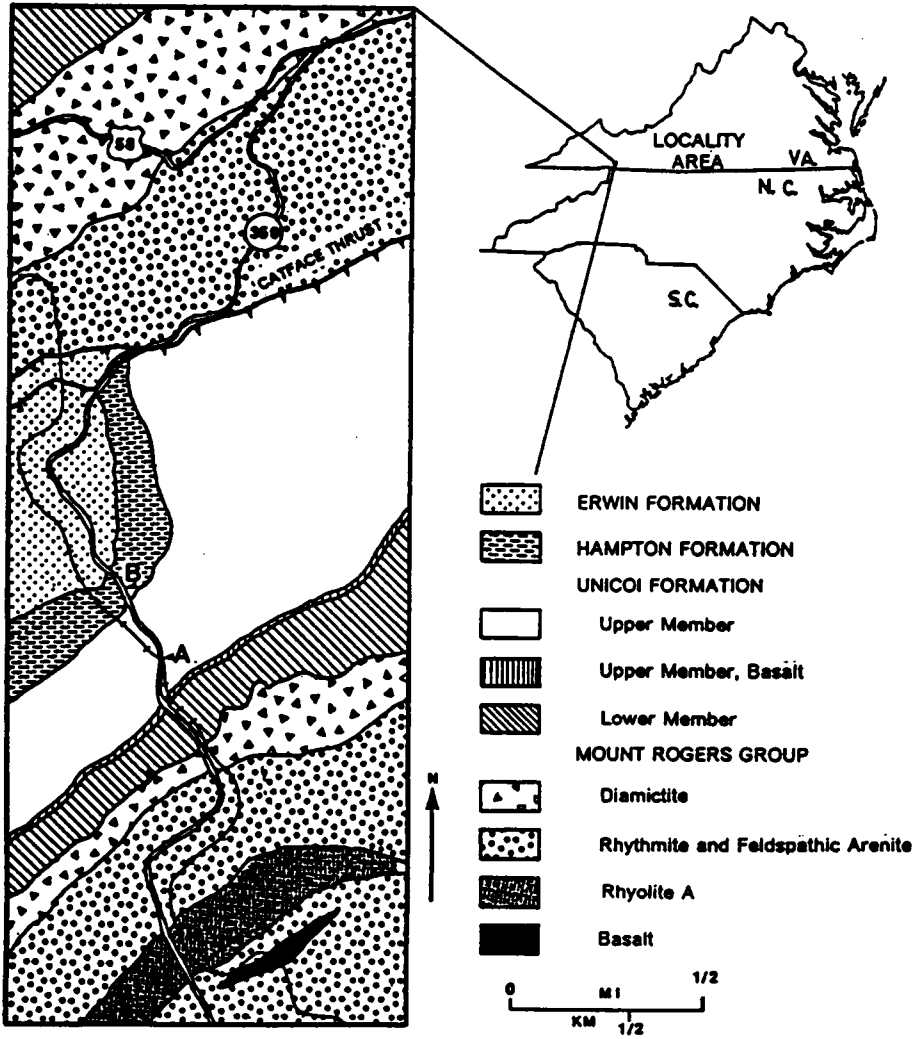 58
359
CATFACE THRUST
B
A
LOCALITY
AREA
VA.
N. C.
S.C.
ERWIN FORMATION
HAMPTON FORMATION
UNICOI FORMATION
Upper Member
Upper Member, Basalt
Lower Member
MOUNT ROGERS GROUP
N
Diamictite
Rhythmite and Feldspathic Arenite
Rhyolite A
Basalt
0 MI 1/2
KM 1/2